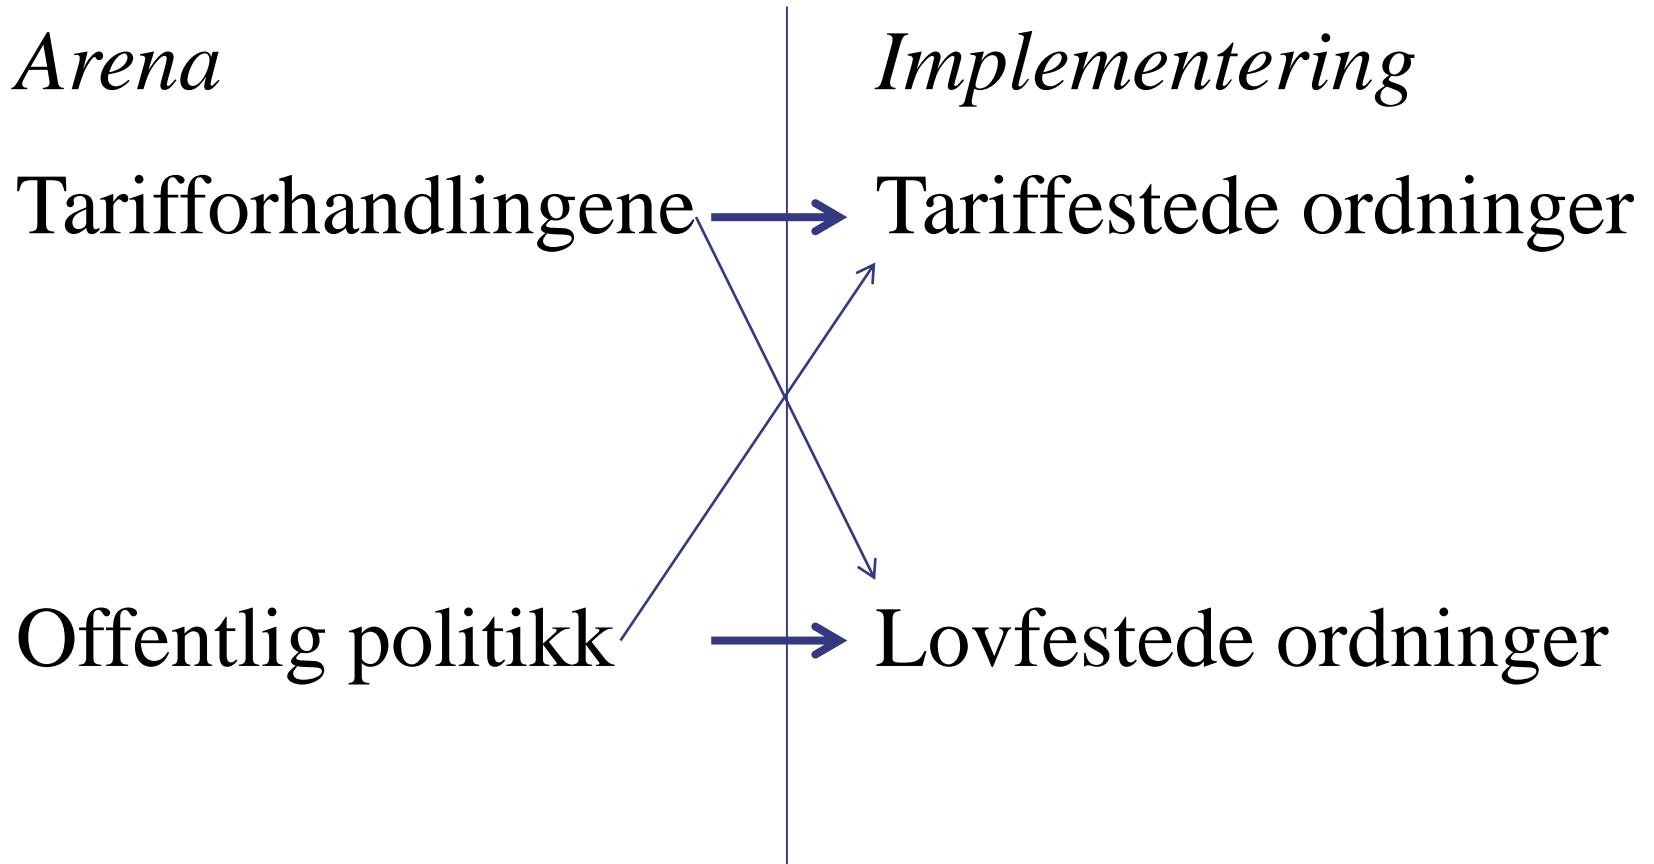 Arena
Implementering
Tarifforhandlingene
Tariffestede ordninger
Offentlig politikk
Lovfestede ordninger